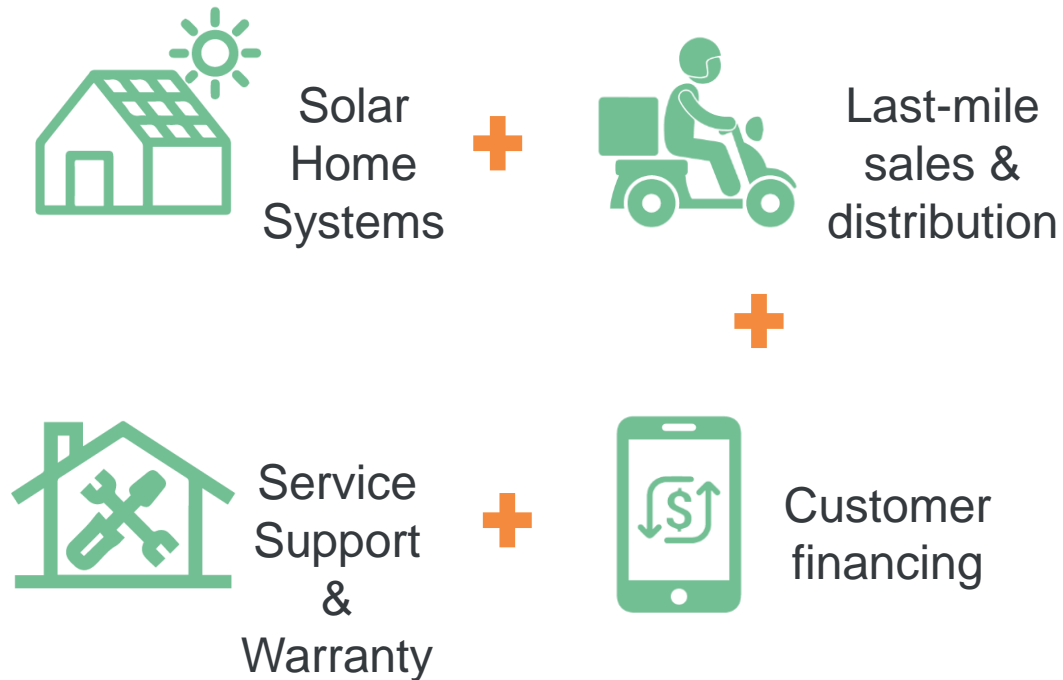 Solar
Home
Systems
Last-mile
sales &
distribution
Service
Support
&
Warranty
$
Customer
financing